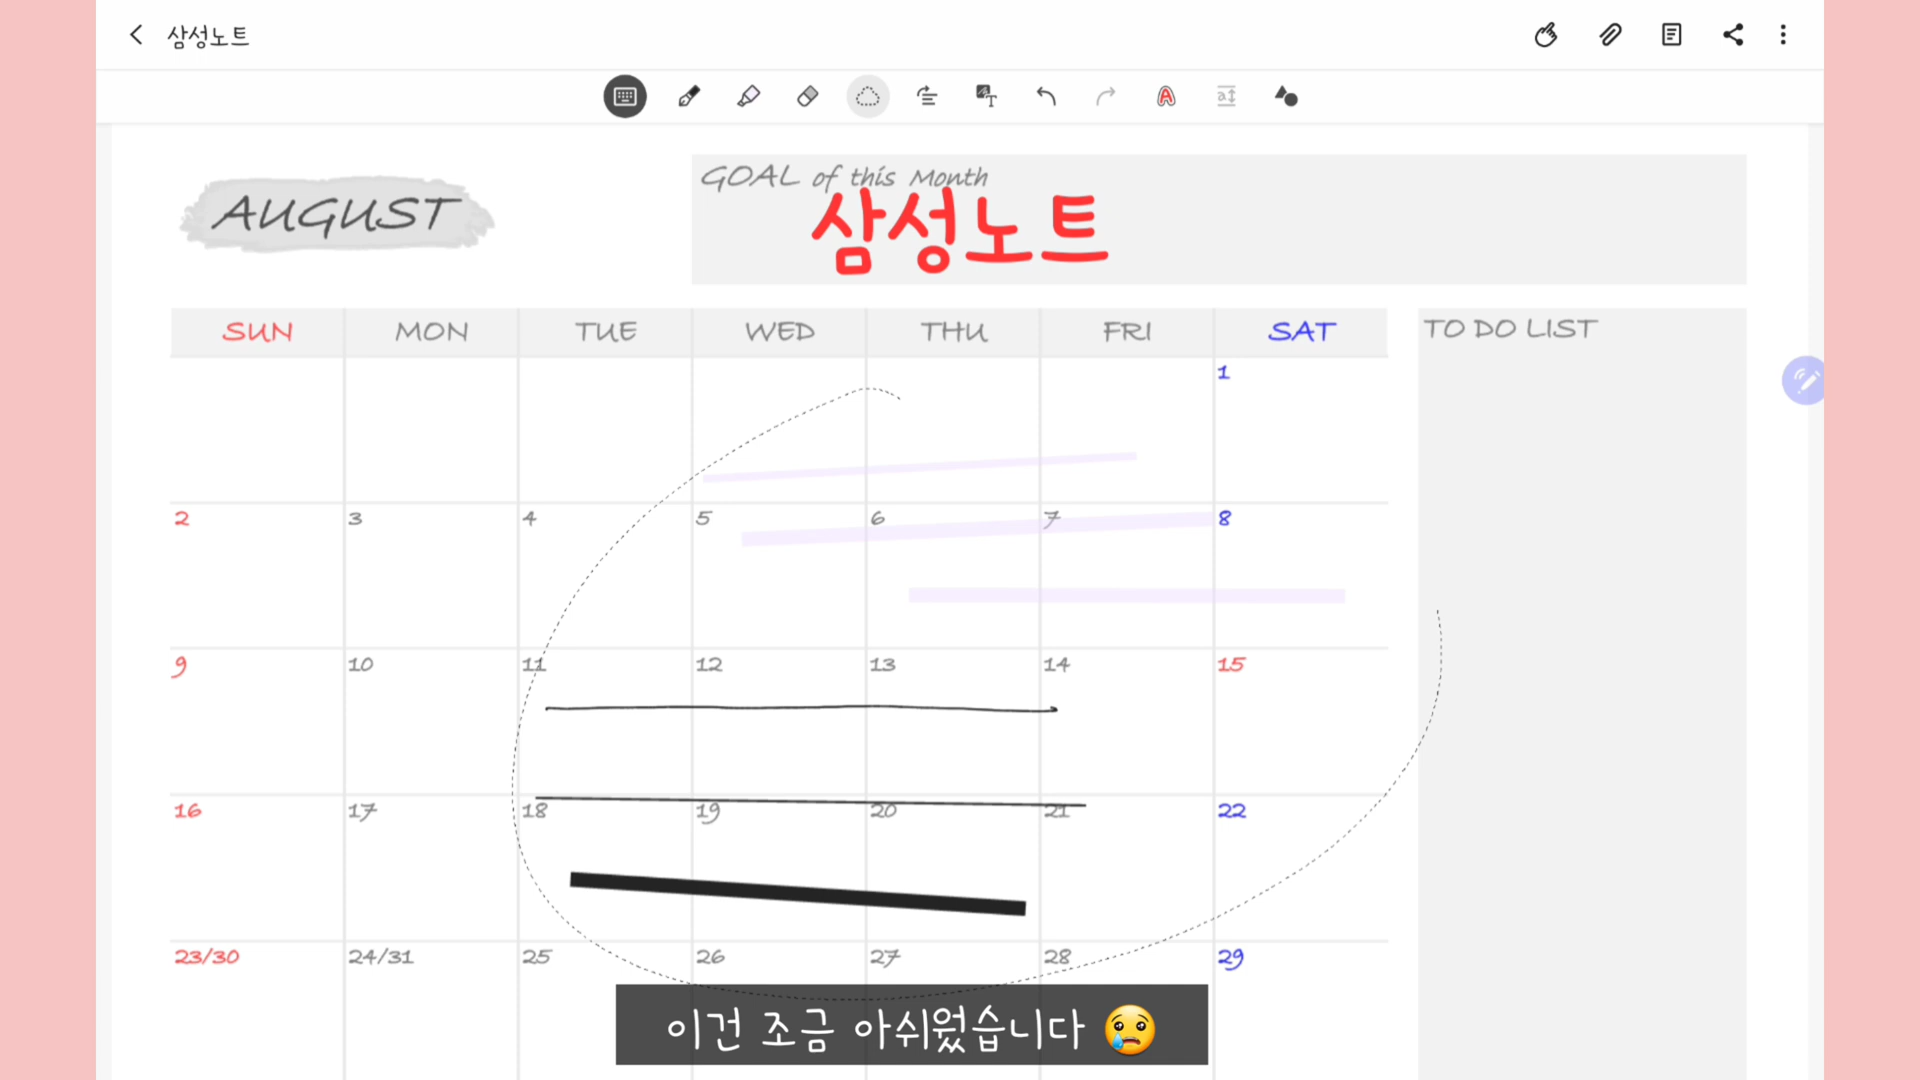 삼성노트
AUGUST
GOAL of this Month
삼성노트
SUN MON TUE WED THU FRI SAT
TO DO LIST
1
2 3 4 5 6 7 8
9 10 11 12 13 14 15
16 17 18 19 20 21 22
23/30 24/31 25 26 27 28 29
이건 조금 아쉬웠습니다 😢